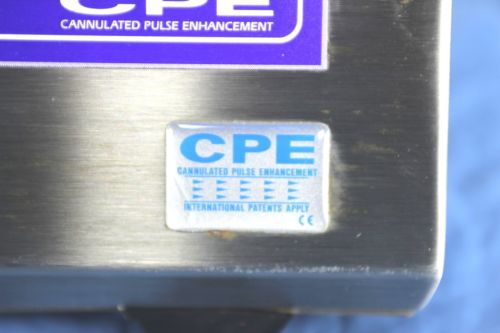 CPE
CANNULATED PULSE ENHANCEMENT
CPE
CANNULATED PULSE ENHANCEMENT
INTERNATIONAL PATENTS APPLY
CE